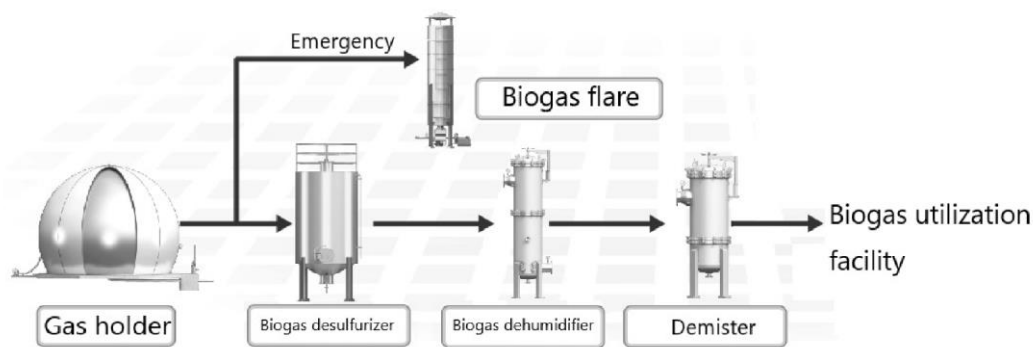 Emergency
Biogas flare
Biogas utilization
facility
Gas holder
Biogas desulfurizer
Biogas dehumidifier
Demister